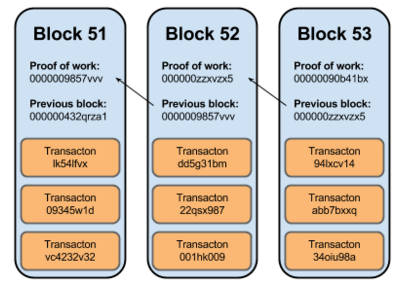 Block 51
Proof of work:
0000009857vvv
Previous block:
000000432qrza1
Transacton
lk54lfvx
Transacton
09345w1d
Transacton
vc4232v32
Block 52
Proof of work:
000000zzxvzx5
Previous block:
0000009857vvv
Transacton
dd5g31bm
Transacton
22qsx987
Transacton
001hk009
Block 53
Proof of work:
00000090b41bx
Previous block:
000000zzxvzx5
Transacton
94lxcv14
Transacton
abb7bxxq
Transacton
34oiu98a